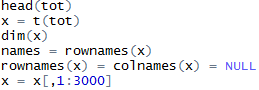 head(tot)
x = t(tot)
dim(x)
names = rownames(x)
rownames(x) = colnames(x) = NULL
x = x[,1:3000]